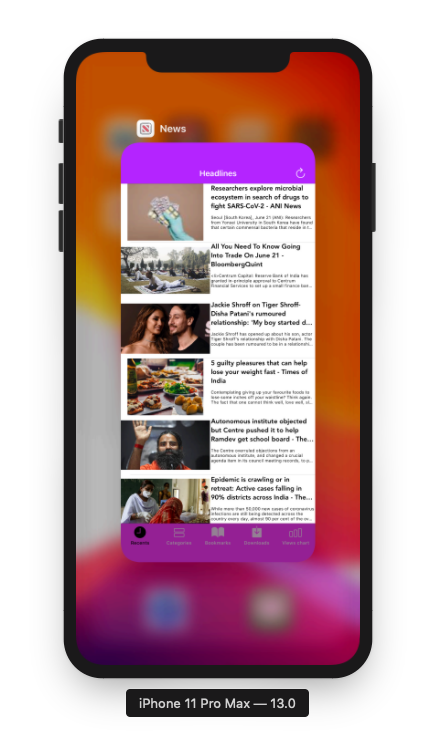 News
Headlines
Researchers explore microbial
ecosystem in search of drugs to
fight SARS-CoV-2 - ANI News
Seoul [South Korea], June 21 (ANI): Researchers
from Yonsei University in South Korea have found
that certain commensal bacteria that reside in t...
All You Need To Know Going
Into Trade On June 21 -
BloombergQuint
Centrum Capital: Reserve Bank of India has
granted in-principle approval to Centrum
Financial Services to set up a small finance
Jackie Shroff on Tiger Shroff-
Disha Patani's rumoured
relationship: 'My boy started d...
Jackie Shroff has opened up about his son, actor
Tiger Shroff's relationship with Disha Patani. The
couple has been rumoured to be in a
5 guilty pleasures that can help
lose your weight fast - Times of
India
Contemplating giving up your favourite foods to
lose some inches off your waistline? Think again.
The fact that one cannot think well, love well, sl...
Autonomous institute objected
but Centre pushed it to help
Ramdev get school board - The...
The Centre overruled objections from an
autonomous institute, and changed a crucial
agenda item in its council meeting records, to
Epidemic is crawling or in
retreat: Active cases falling in
90% districts across India - The...
While more than 50,000 new cases of coronavirus
infections are still being detected across the
country every day, almost 90 per cent of the
Headlines
Categories
Bookmarks
Downloads
Views chart
iPhone 11 Pro Max — 13.0